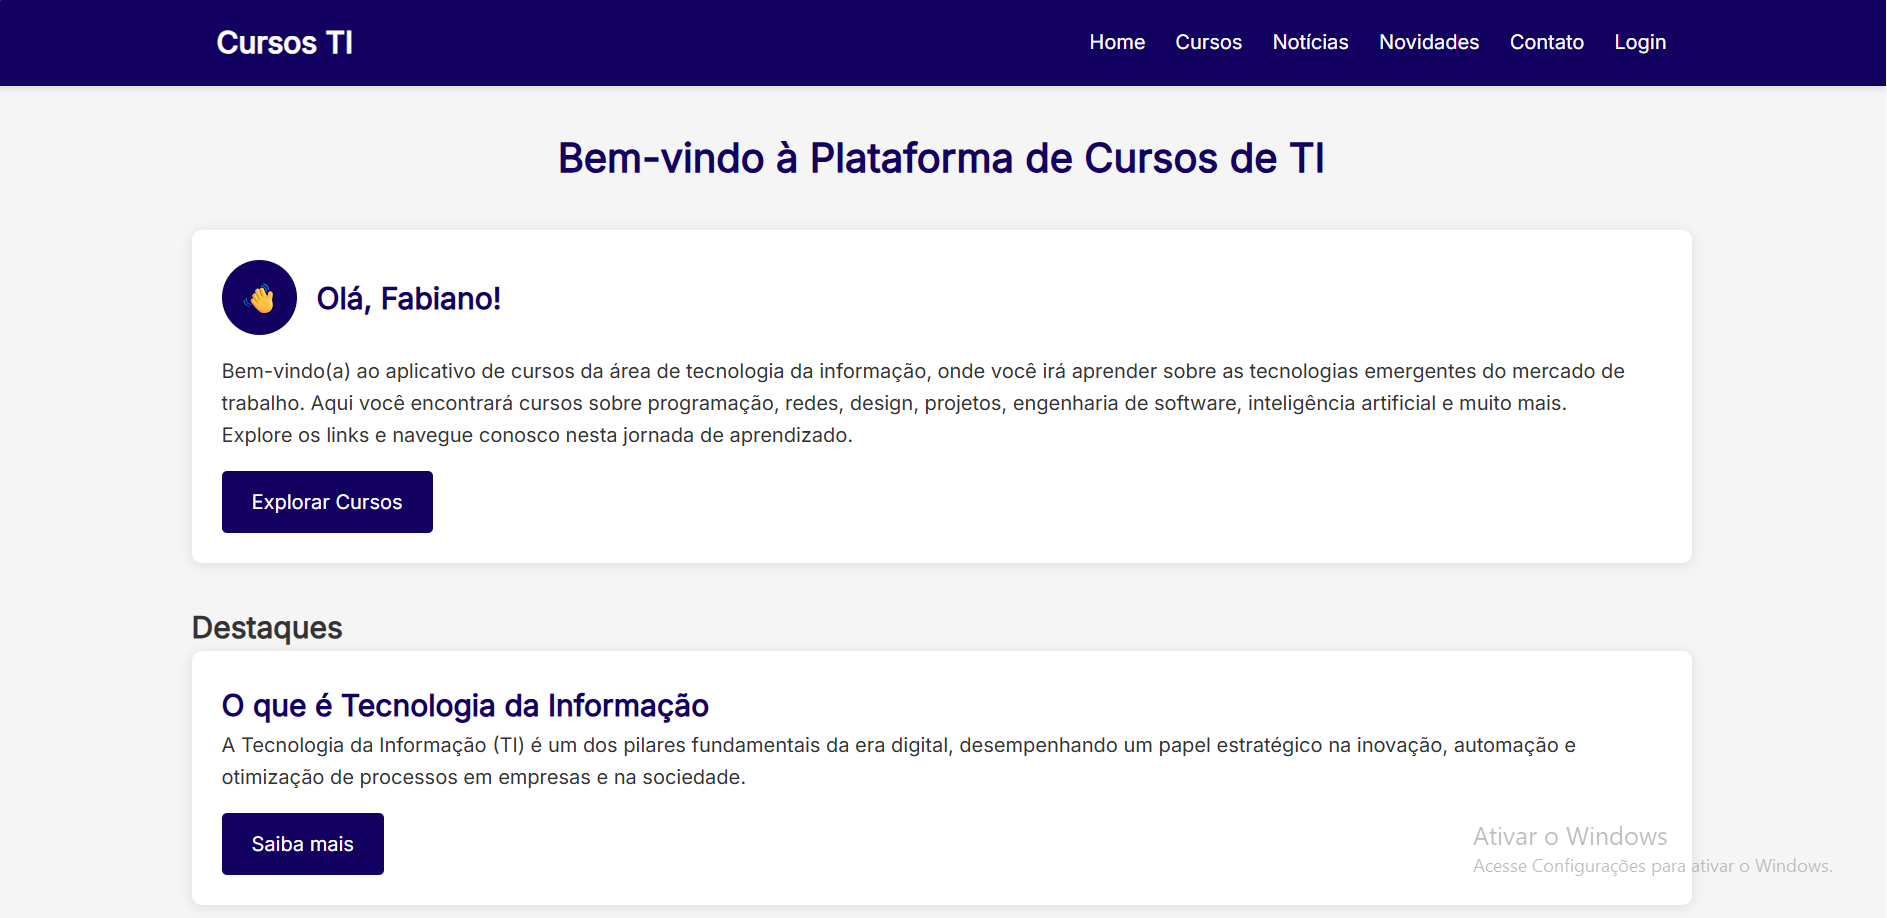 Cursos TI
Home Cursos Notícias Novidades Contato Login
Bem-vindo à Plataforma de Cursos de TI
Olá, Fabiano!
Bem-vindo(a) ao aplicativo de cursos da área de tecnologia da informação, onde você irá aprender sobre as tecnologias emergentes do mercado de
trabalho. Aqui você encontrará cursos sobre programação, redes, design, projetos, engenharia de software, inteligência artificial e muito mais.
Explore os links e navegue conosco nesta jornada de aprendizado.
Explorar Cursos
Destaques
O que é Tecnologia da Informação
A Tecnologia da Informação (TI) é um dos pilares fundamentais da era digital, desempenhando um papel estratégico na inovação, automação e
otimização de processos em empresas e na sociedade.
Saiba mais
Ativar o Windows
Acesse Configurações para ativar o Windows.